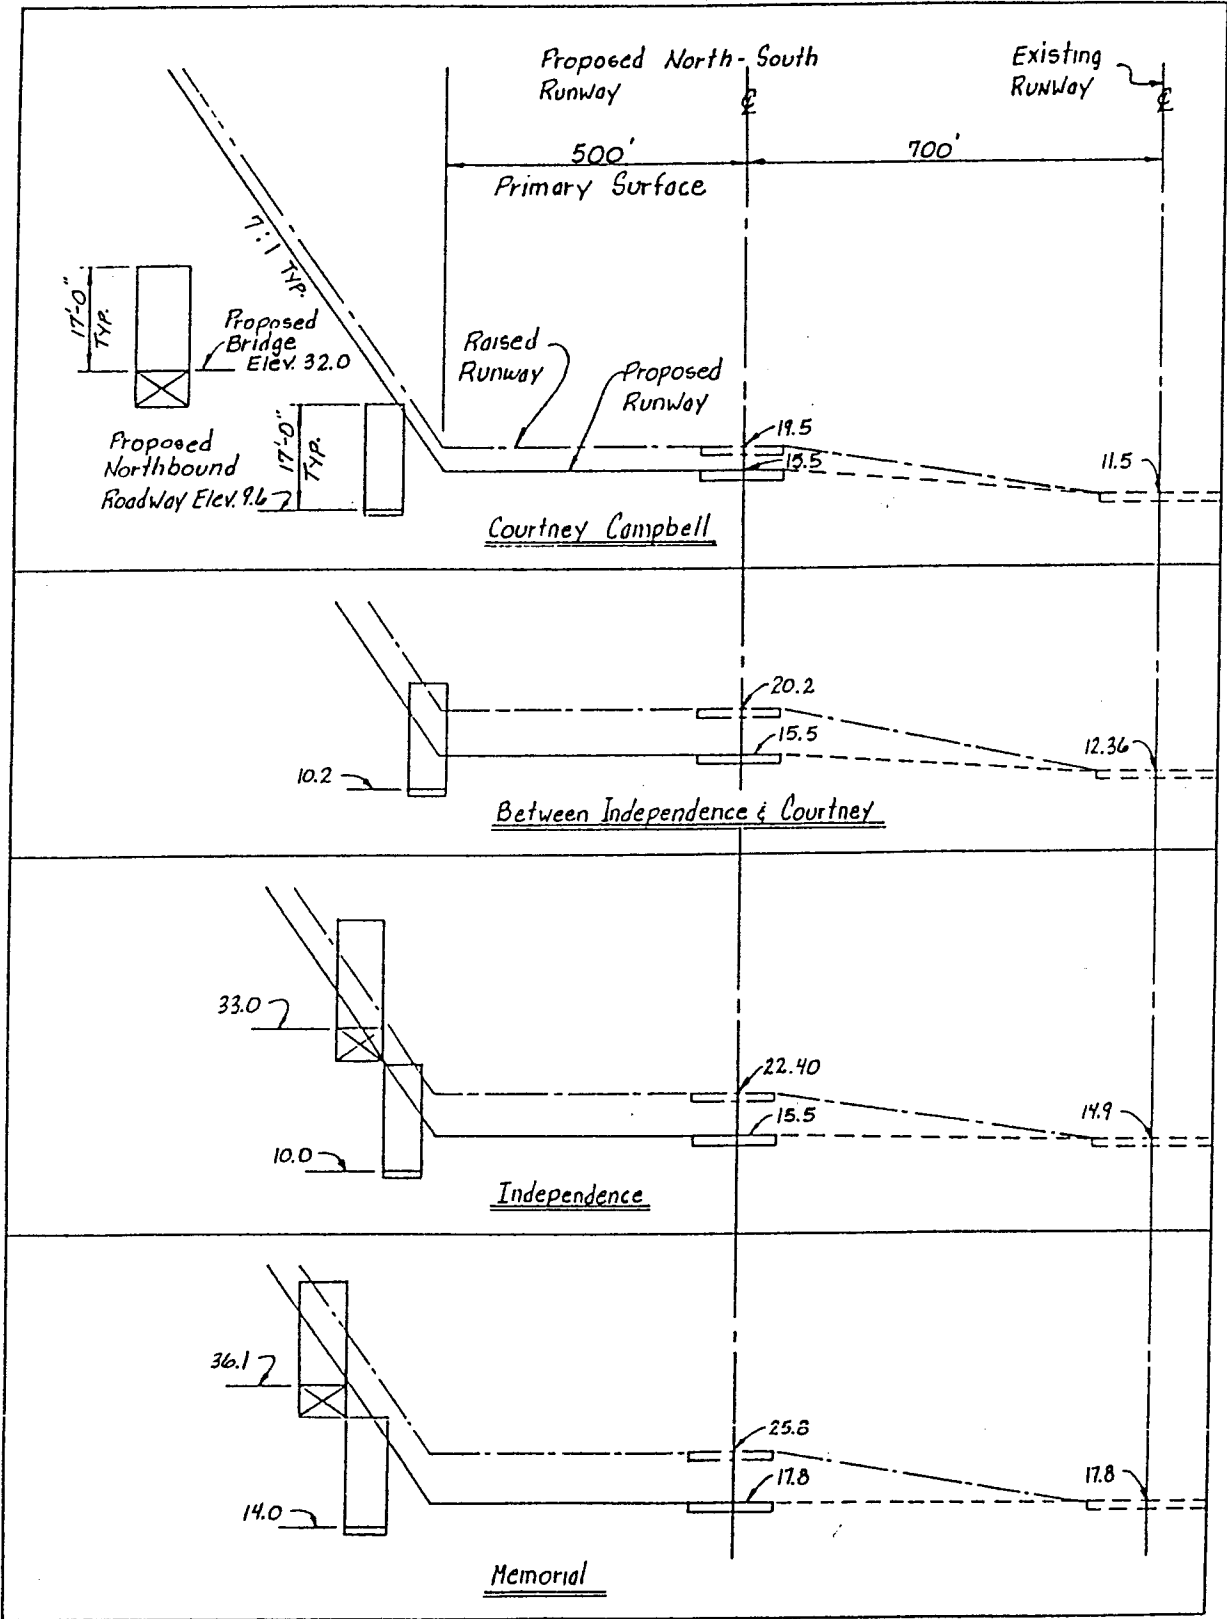 Proposed North-South
Runway
Existing
Runway
℄
℄
500'
700'
Primary Surface
7:1 TYP.
17'-0"
TYP.
Proposed
Bridge
Elev. 32.0
Raised
Runway
Proposed
Runway
17'-0"
TYP.
Proposed
Northbound
Roadway Elev. 9.6
19.5
15.5
11.5
Courtney Campbell
20.2
15.5
12.36
10.2
Between Independence & Courtney
33.0
22.40
15.5
14.9
10.0
Independence
36.1
25.8
17.8
17.8
14.0
Memorial